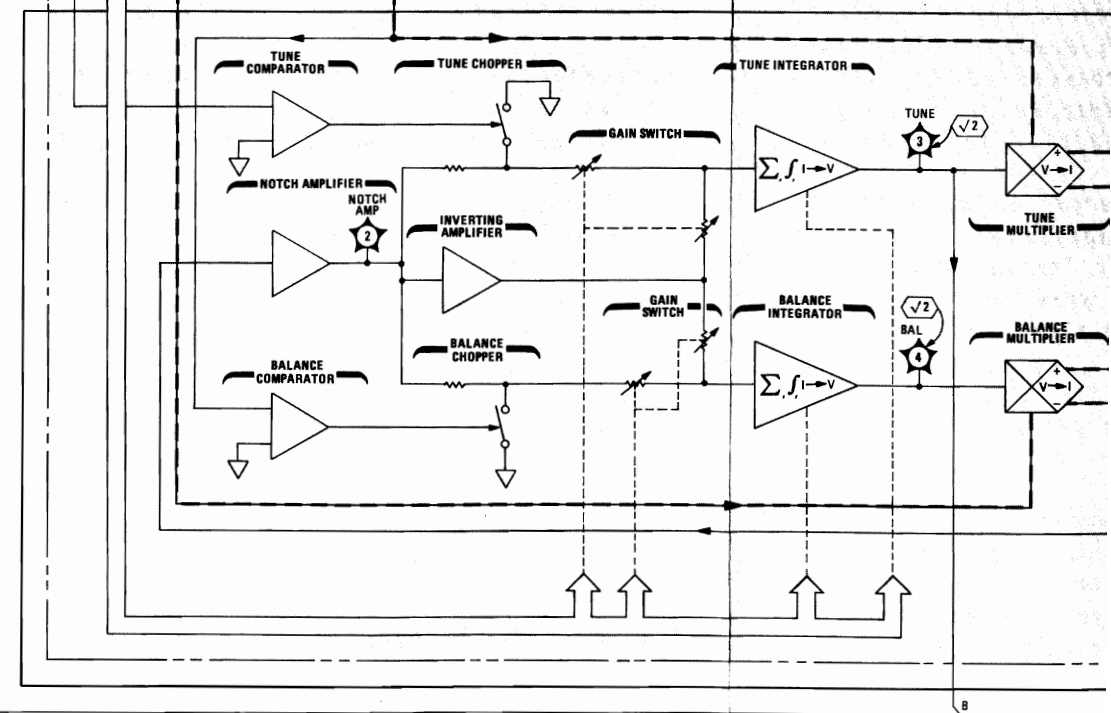 TUNE
COMPARATOR
TUNE CHOPPER
TUNE INTEGRATOR
GAIN SWITCH
TUNE
3
√2
Σ, ∫, I→V
+
V→I
−
NOTCH AMPLIFIER
NOTCH
AMP
2
INVERTING
AMPLIFIER
TUNE
MULTIPLIER
GAIN
SWITCH
BALANCE
INTEGRATOR
√2
BAL
4
BALANCE
MULTIPLIER
BALANCE
CHOPPER
BALANCE
COMPARATOR
Σ, ∫, I→V
+
V→I
−
B